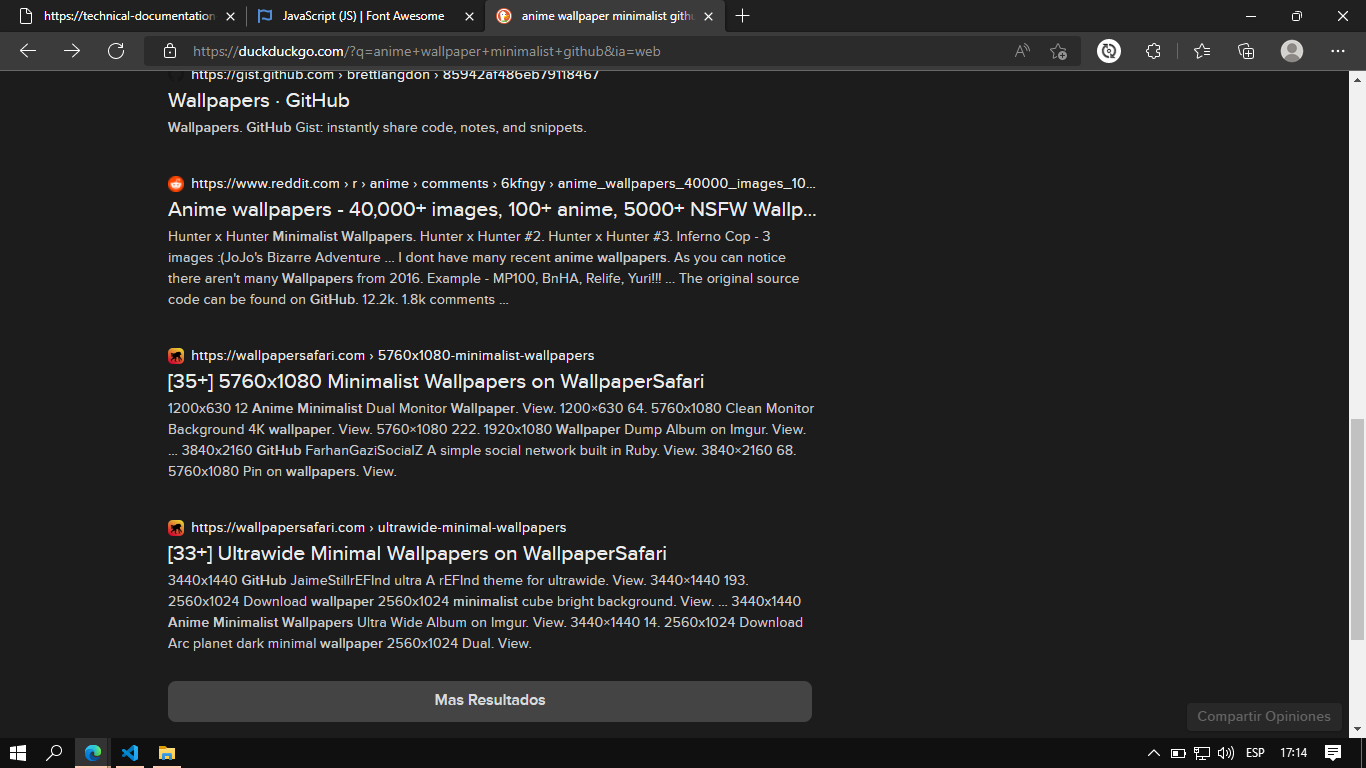 https://technical-documentation
JavaScript (JS) | Font Awesome
anime wallpaper minimalist gith
https://duckduckgo.com/?q=anime+wallpaper+minimalist+github&ia=web
https://gist.github.com › brettlangdon › 85942af486eb79118467
Wallpapers · GitHub
Wallpapers. GitHub Gist: instantly share code, notes, and snippets.
https://www.reddit.com › r › anime › comments › 6kfngy › anime_wallpapers_40000_images_10...
Anime wallpapers - 40,000+ images, 100+ anime, 5000+ NSFW Wallp...
Hunter x Hunter Minimalist Wallpapers. Hunter x Hunter #2. Hunter x Hunter #3. Inferno Cop - 3
images :(JoJo's Bizarre Adventure ... I dont have many recent anime wallpapers. As you can notice
there aren't many Wallpapers from 2016. Example - MP100, BnHA, Relife, Yuri!!! ... The original source
code can be found on GitHub. 12.2k. 1.8k comments ...
https://wallpapersafari.com › 5760x1080-minimalist-wallpapers
[35+] 5760x1080 Minimalist Wallpapers on WallpaperSafari
1200x630 12 Anime Minimalist Dual Monitor Wallpaper. View. 1200×630 64. 5760x1080 Clean Monitor
Background 4K wallpaper. View. 5760×1080 222. 1920x1080 Wallpaper Dump Album on Imgur. View.
... 3840x2160 GitHub FarhanGaziSocialZ A simple social network built in Ruby. View. 3840×2160 68.
5760x1080 Pin on wallpapers. View.
https://wallpapersafari.com › ultrawide-minimal-wallpapers
[33+] Ultrawide Minimal Wallpapers on WallpaperSafari
3440x1440 GitHub JaimeStillrEFInd ultra A rEFInd theme for ultrawide. View. 3440×1440 193.
2560x1024 Download wallpaper 2560x1024 minimalist cube bright background. View. ... 3440x1440
Anime Minimalist Wallpapers Ultra Wide Album on Imgur. View. 3440×1440 14. 2560x1024 Download
Arc planet dark minimal wallpaper 2560x1024 Dual. View.
Mas Resultados
Compartir Opiniones
ESP
17:14